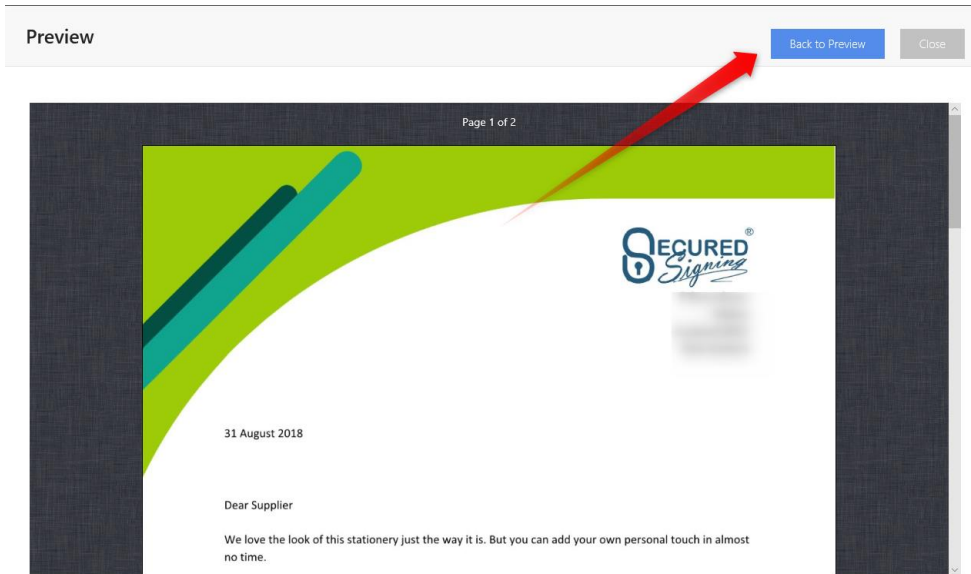 Preview
Back to Preview
Close
Page 1 of 2
SECURED®
Signing
31 August 2018
Dear Supplier
We love the look of this stationery just the way it is. But you can add your own personal touch in almost
no time.